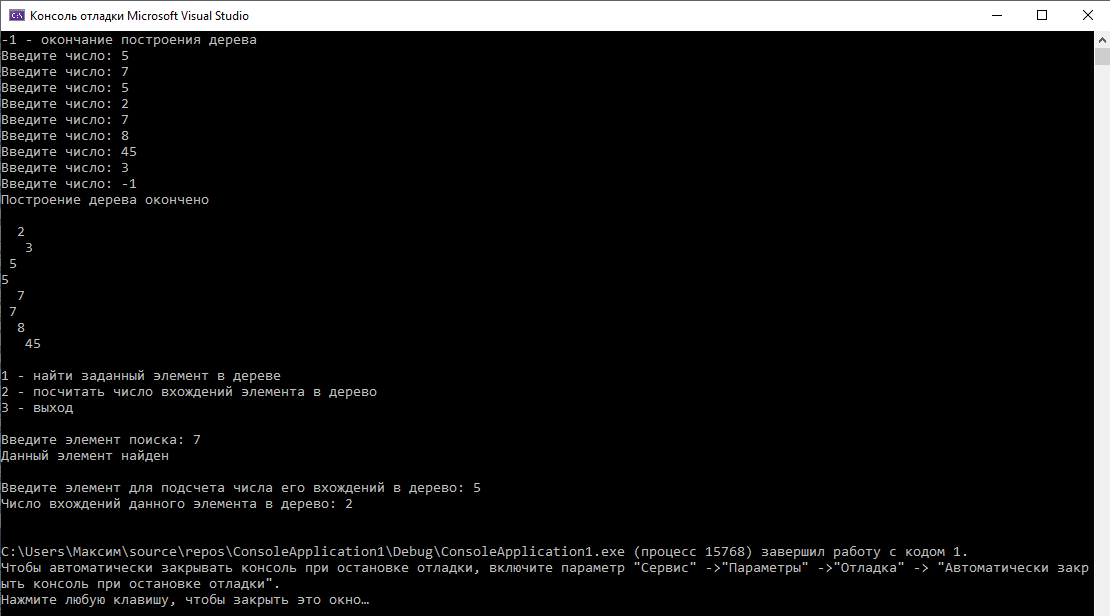 Консоль отладки Microsoft Visual Studio
-1 - окончание построения дерева
Введите число: 5
Введите число: 7
Введите число: 5
Введите число: 2
Введите число: 7
Введите число: 8
Введите число: 45
Введите число: 3
Введите число: -1
Построение дерева окончено
  2
   3
 5
5
  7
 7
  8
   45
1 - найти заданный элемент в дереве
2 - посчитать число вхождений элемента в дерево
3 - выход
Введите элемент поиска: 7
Данный элемент найден
Введите элемент для подсчета числа его вхождений в дерево: 5
Число вхождений данного элемента в дерево: 2
C:\Users\Максим\source\repos\ConsoleApplication1\Debug\ConsoleApplication1.exe (процесс 15768) завершил работу с кодом 1.
Чтобы автоматически закрывать консоль при остановке отладки, включите параметр "Сервис" ->"Параметры" ->"Отладка" -> "Автоматически закр
ыть консоль при остановке отладки".
Нажмите любую клавишу, чтобы закрыть это окно…